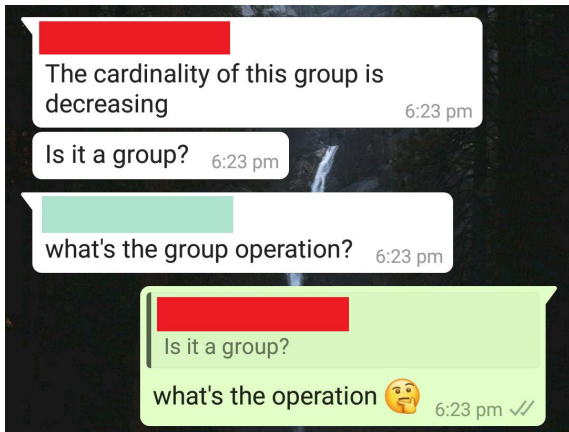 The cardinality of this group is
decreasing
6:23 pm
Is it a group? 6:23 pm
what's the group operation? 6:23 pm
Is it a group?
what's the operation 🤔 6:23 pm